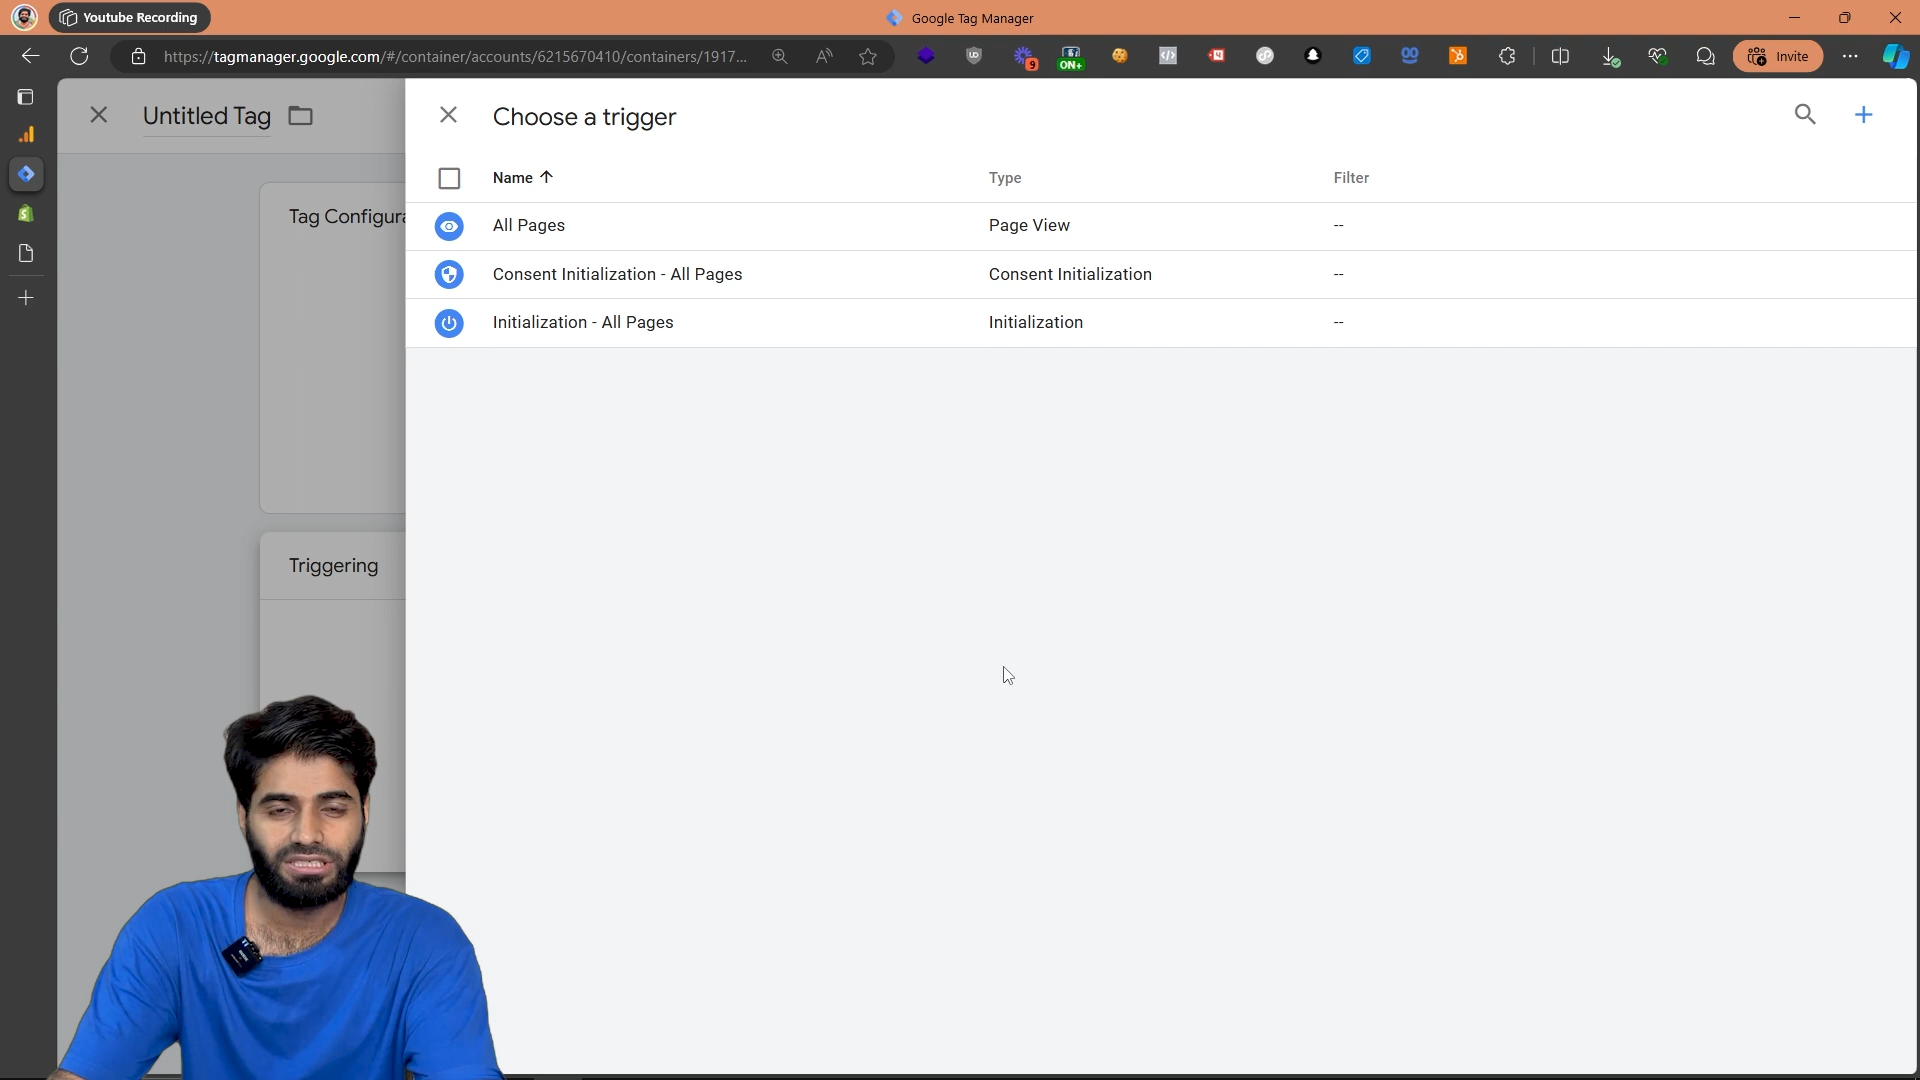 Youtube Recording
Google Tag Manager
https://tagmanager.google.com/#/container/accounts/6215670410/containers/1917...
9
ON+
Invite
Untitled Tag
Choose a trigger
Name
Type
Filter
Tag Configura
All Pages
Page View
--
Consent Initialization - All Pages
Consent Initialization
--
Initialization - All Pages
Initialization
--
Triggering